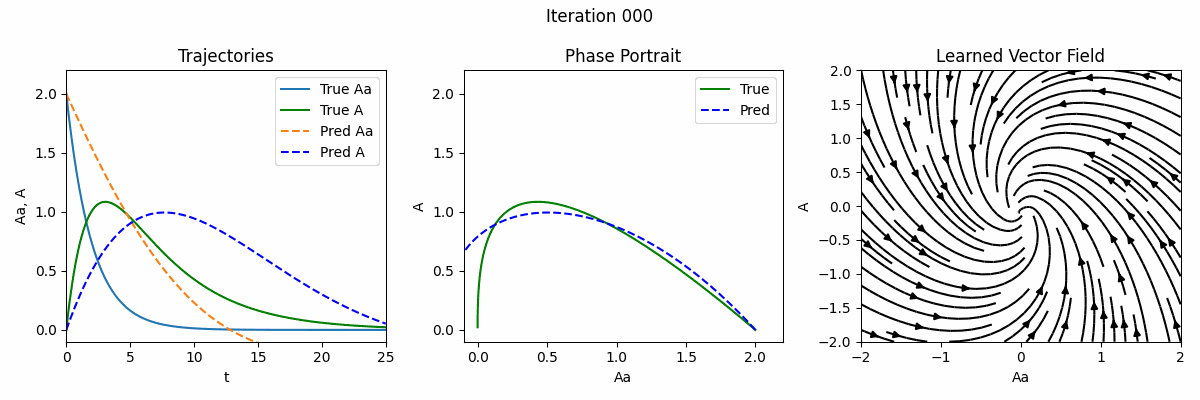 Iteration 000
Trajectories
2.0
1.5
1.0
0.5
0.0
Aa, A
0
5
10
15
20
25
t
True Aa
True A
Pred Aa
Pred A
Phase Portrait
2.0
1.5
1.0
0.5
0.0
A
0.0
0.5
1.0
1.5
2.0
Aa
True
Pred
Learned Vector Field
2.0
1.5
1.0
0.5
0.0
−0.5
−1.0
−1.5
−2.0
A
−2
−1
0
1
2
Aa